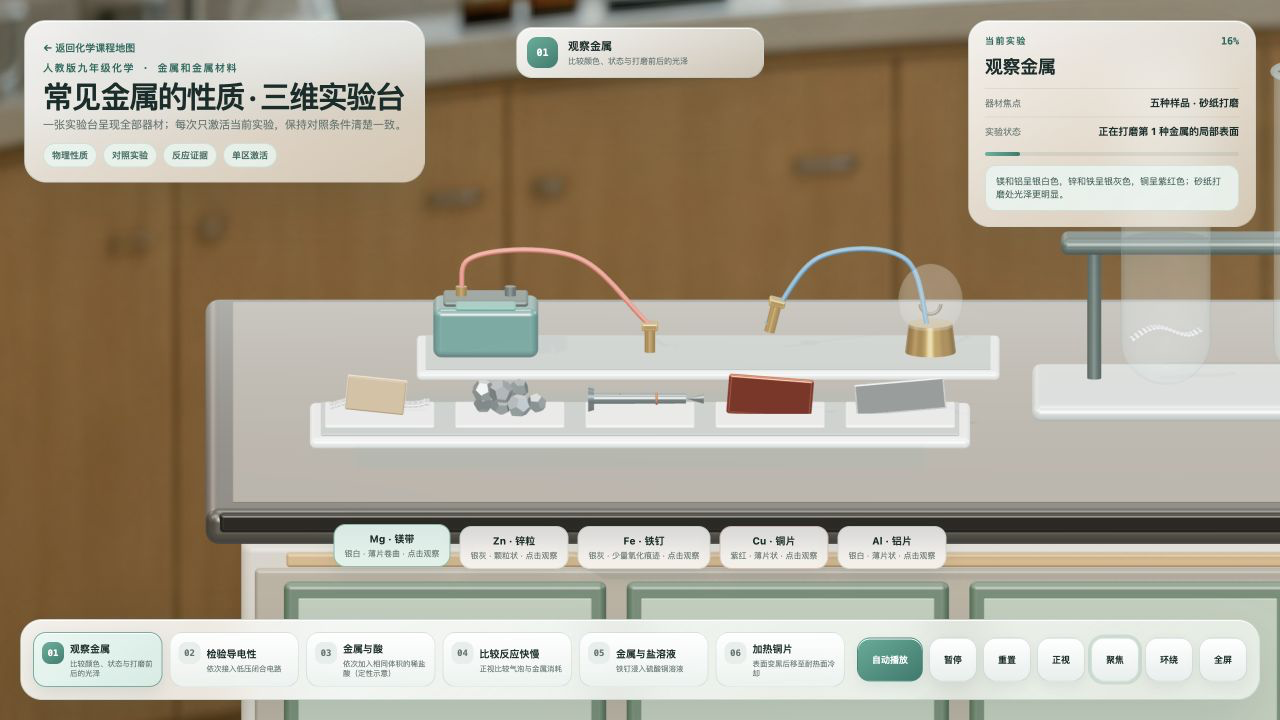 ← 返回化学课程地图
人教版九年级化学 · 金属和金属材料
常见金属的性质·三维实验台
一张实验台呈现全部器材；每次只激活当前实验，保持对照条件清楚一致。
物理性质 对照实验 反应证据 单区激活
01 观察金属
比较颜色、状态与打磨前后的光泽
当前实验 16%
观察金属
器材焦点 五种样品 · 砂纸打磨
实验状态 正在打磨第 1 种金属的局部表面
镁和铝呈银白色，锌和铁呈银灰色，铜呈紫红色；砂纸打
磨处光泽更明显。
Mg · 镁带
银白 · 薄片卷曲 · 点击观察
Zn · 锌粒
银灰 · 颗粒状 · 点击观察
Fe · 铁钉
银灰 · 少量氧化痕迹 · 点击观察
Cu · 铜片
紫红 · 薄片状 · 点击观察
Al · 铝片
银白 · 薄片状 · 点击观察
01 观察金属
比较颜色、状态与打磨前
后的光泽
02 检验导电性
依次接入低压闭合电路
03 金属与酸
依次加入相同体积的稀盐
酸（定性示意）
04 比较反应快慢
正视比较气泡与金属消耗
05 金属与盐溶液
铁钉浸入硫酸铜溶液
06 加热铜片
表面变黑后移至耐热面冷
却
自动播放 暂停 重置 正视 聚焦 环绕 全屏